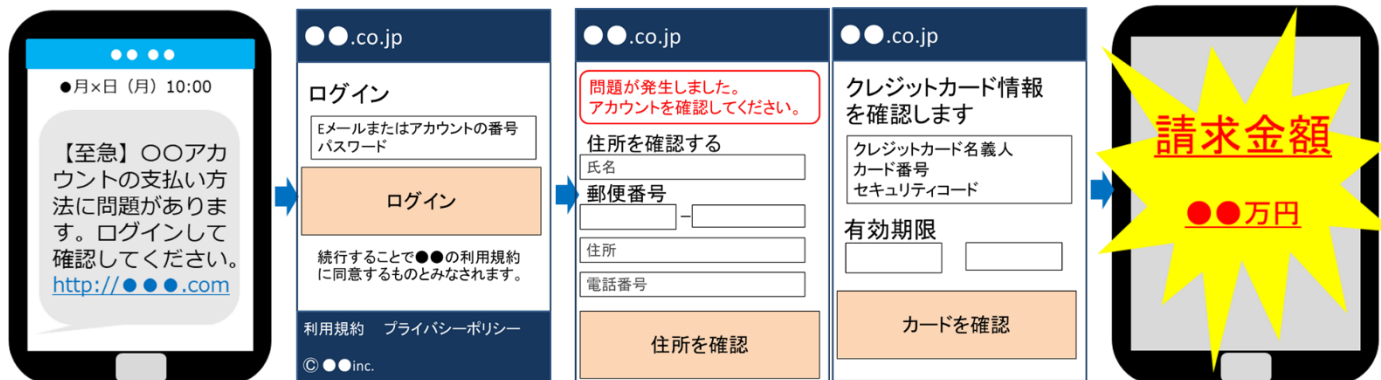 ●● ●●
●月×日（月）10:00
【至急】〇〇アカ
ウントの支払い方
法に問題がありま
す。ログインして
確認してください。
http://●●●.com
●●.co.jp
ログイン
Eメールまたはアカウントの番号
パスワード
ログイン
続行することで●●の利用規約
に同意するものとみなされます。
利用規約 プライバシーポリシー
Ⓒ ●●inc.
●●.co.jp
問題が発生しました。
アカウントを確認してください。
住所を確認する
氏名
郵便番号
－
住所
電話番号
住所を確認
●●.co.jp
クレジットカード情報
を確認します
クレジットカード名義人
カード番号
セキュリティコード
有効期限
カードを確認
請求金額
●●万円